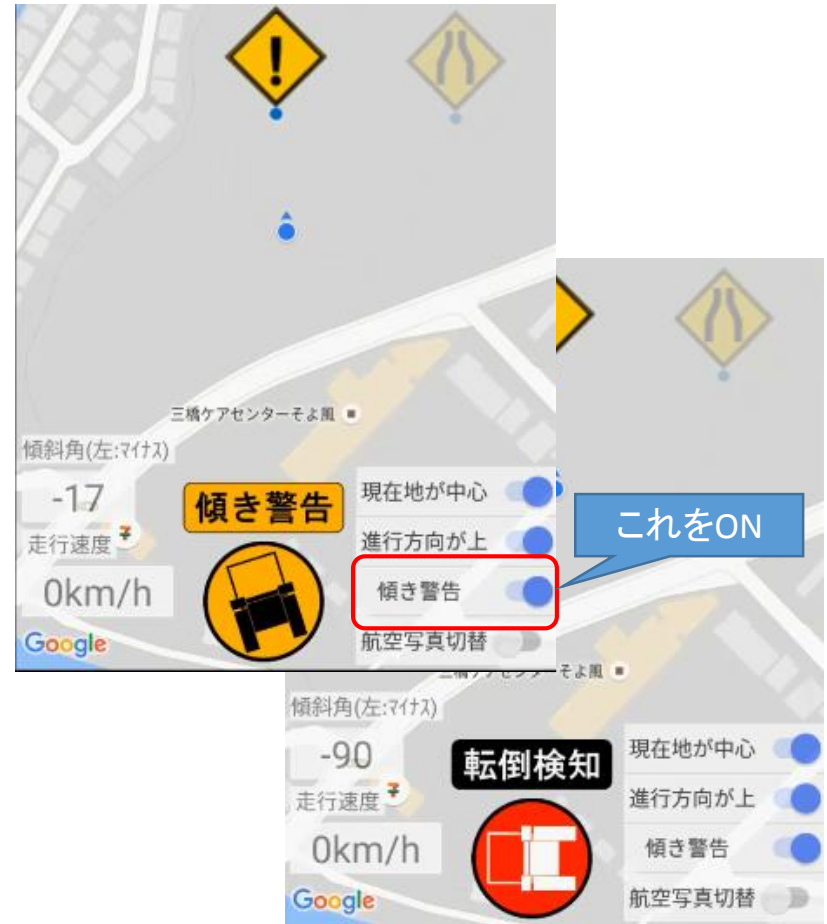 !
三橋ケアセンターそよ風
傾斜角(左:マイナス)
-17
走行速度
0km/h
Google
傾き警告
現在地が中心
進行方向が上
傾き警告
航空写真切替
これをON
そよ風
傾斜角(左:マイナス)
-90
走行速度
0km/h
Google
転倒検知
現在地が中心
進行方向が上
傾き警告
航空写真切替